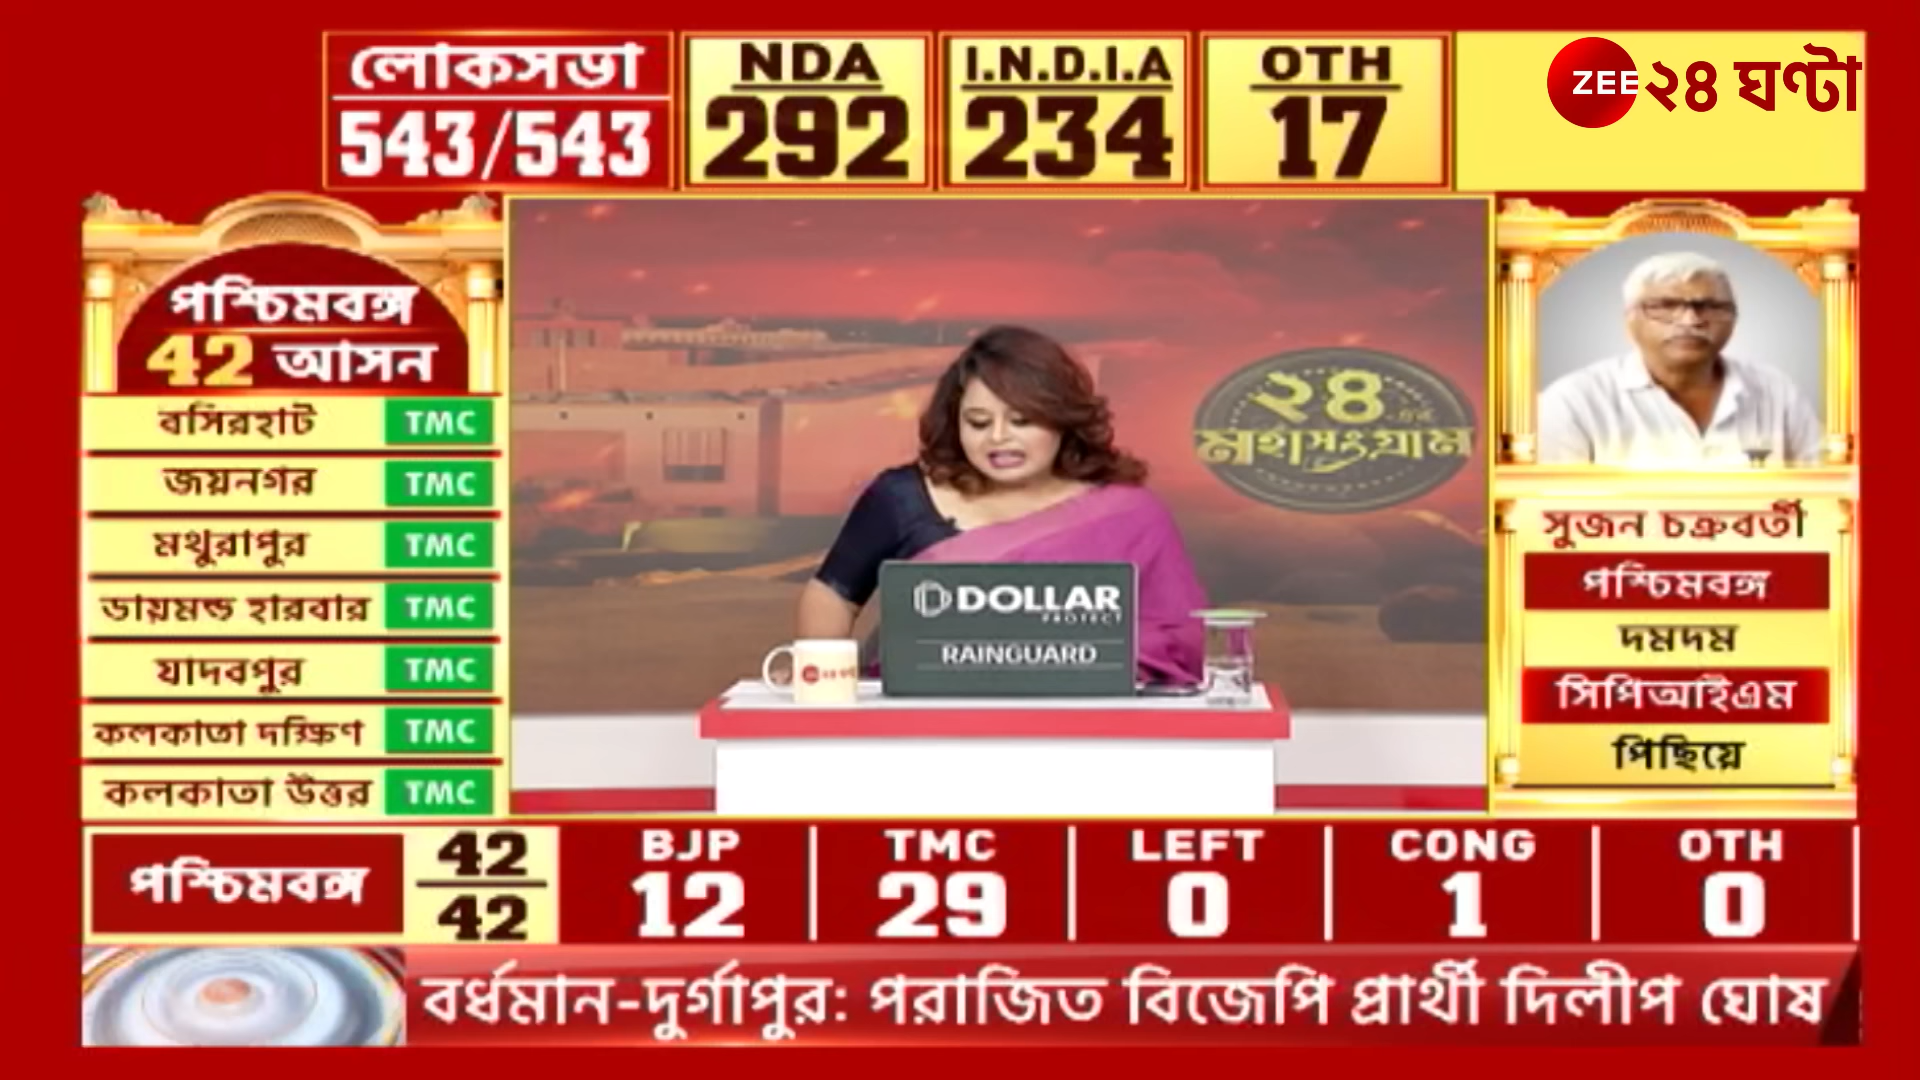 লোকসভা
543/543
NDA
292
I.N.D.I.A
234
OTH
17
ZEE ২৪ ঘণ্টা
পশ্চিমবঙ্গ
42 আসন
বসিরহাট TMC
জয়নগর TMC
মথুরাপুর TMC
ডায়মন্ড হারবার TMC
যাদবপুর TMC
কলকাতা দক্ষিণ TMC
কলকাতা উত্তর TMC
২৪ এর
মহাসংগ্রাম
DOLLAR
PROTECT
RAINGUARD
সুজন চক্রবর্তী
পশ্চিমবঙ্গ
দমদম
সিপিআইএম
পিছিয়ে
পশ্চিমবঙ্গ
42
42
BJP
12
TMC
29
LEFT
0
CONG
1
OTH
0
বর্ধমান-দুর্গাপুর: পরাজিত বিজেপি প্রার্থী দিলীপ ঘোষ